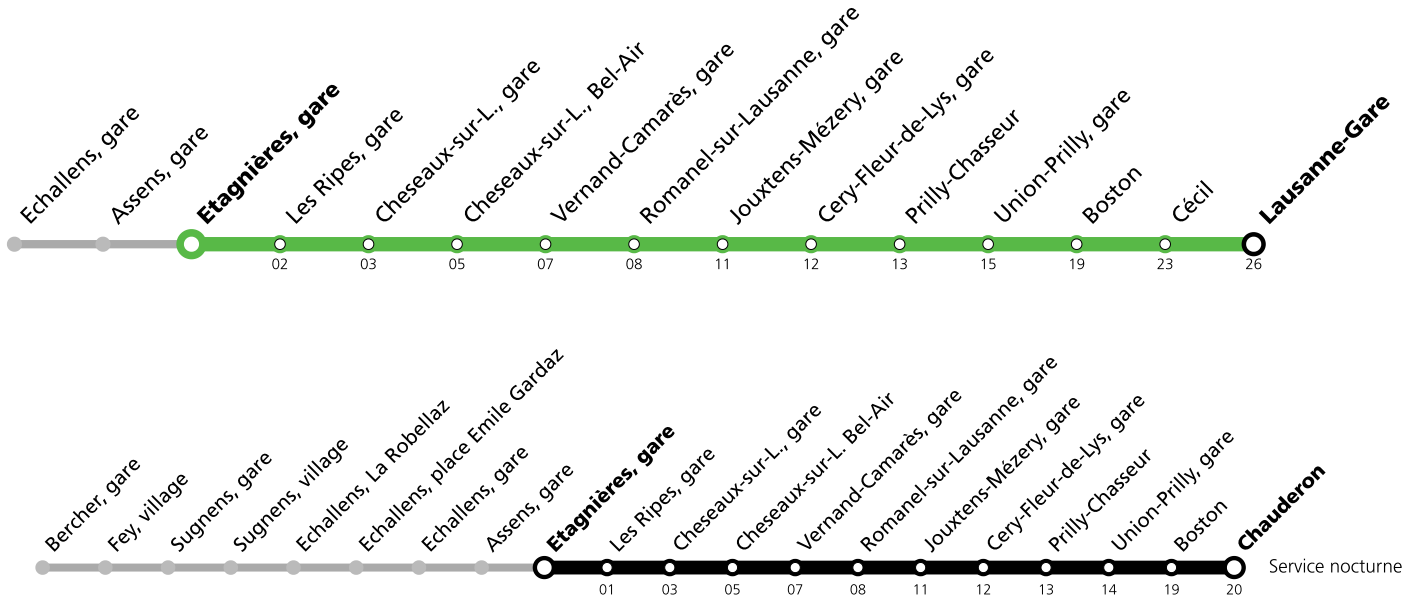 Echallens, gare
Assens, gare
Etagnières, gare
Les Ripes, gare
Cheseaux-sur-L., gare
Cheseaux-sur-L., Bel-Air
Vernand-Camarès, gare
Romanel-sur-Lausanne, gare
Jouxtens-Mézery, gare
Cery-Fleur-de-Lys, gare
Prilly-Chasseur
Union-Prilly, gare
Boston
Cécil
Lausanne-Gare
02 03 05 07 08 11 12 13 15 19 23 26
Bercher, gare
Fey, village
Sugnens, gare
Sugnens, village
Echallens, La Robellaz
Echallens, place Emile Gardaz
Echallens, gare
Assens, gare
Etagnières, gare
Les Ripes, gare
Cheseaux-sur-L., gare
Cheseaux-sur-L. Bel-Air
Vernand-Camarès, gare
Romanel-sur-Lausanne, gare
Jouxtens-Mézery, gare
Cery-Fleur-de-Lys, gare
Prilly-Chasseur
Union-Prilly, gare
Boston
Chauderon
Service nocturne
01 03 05 07 08 11 12 13 14 19 20